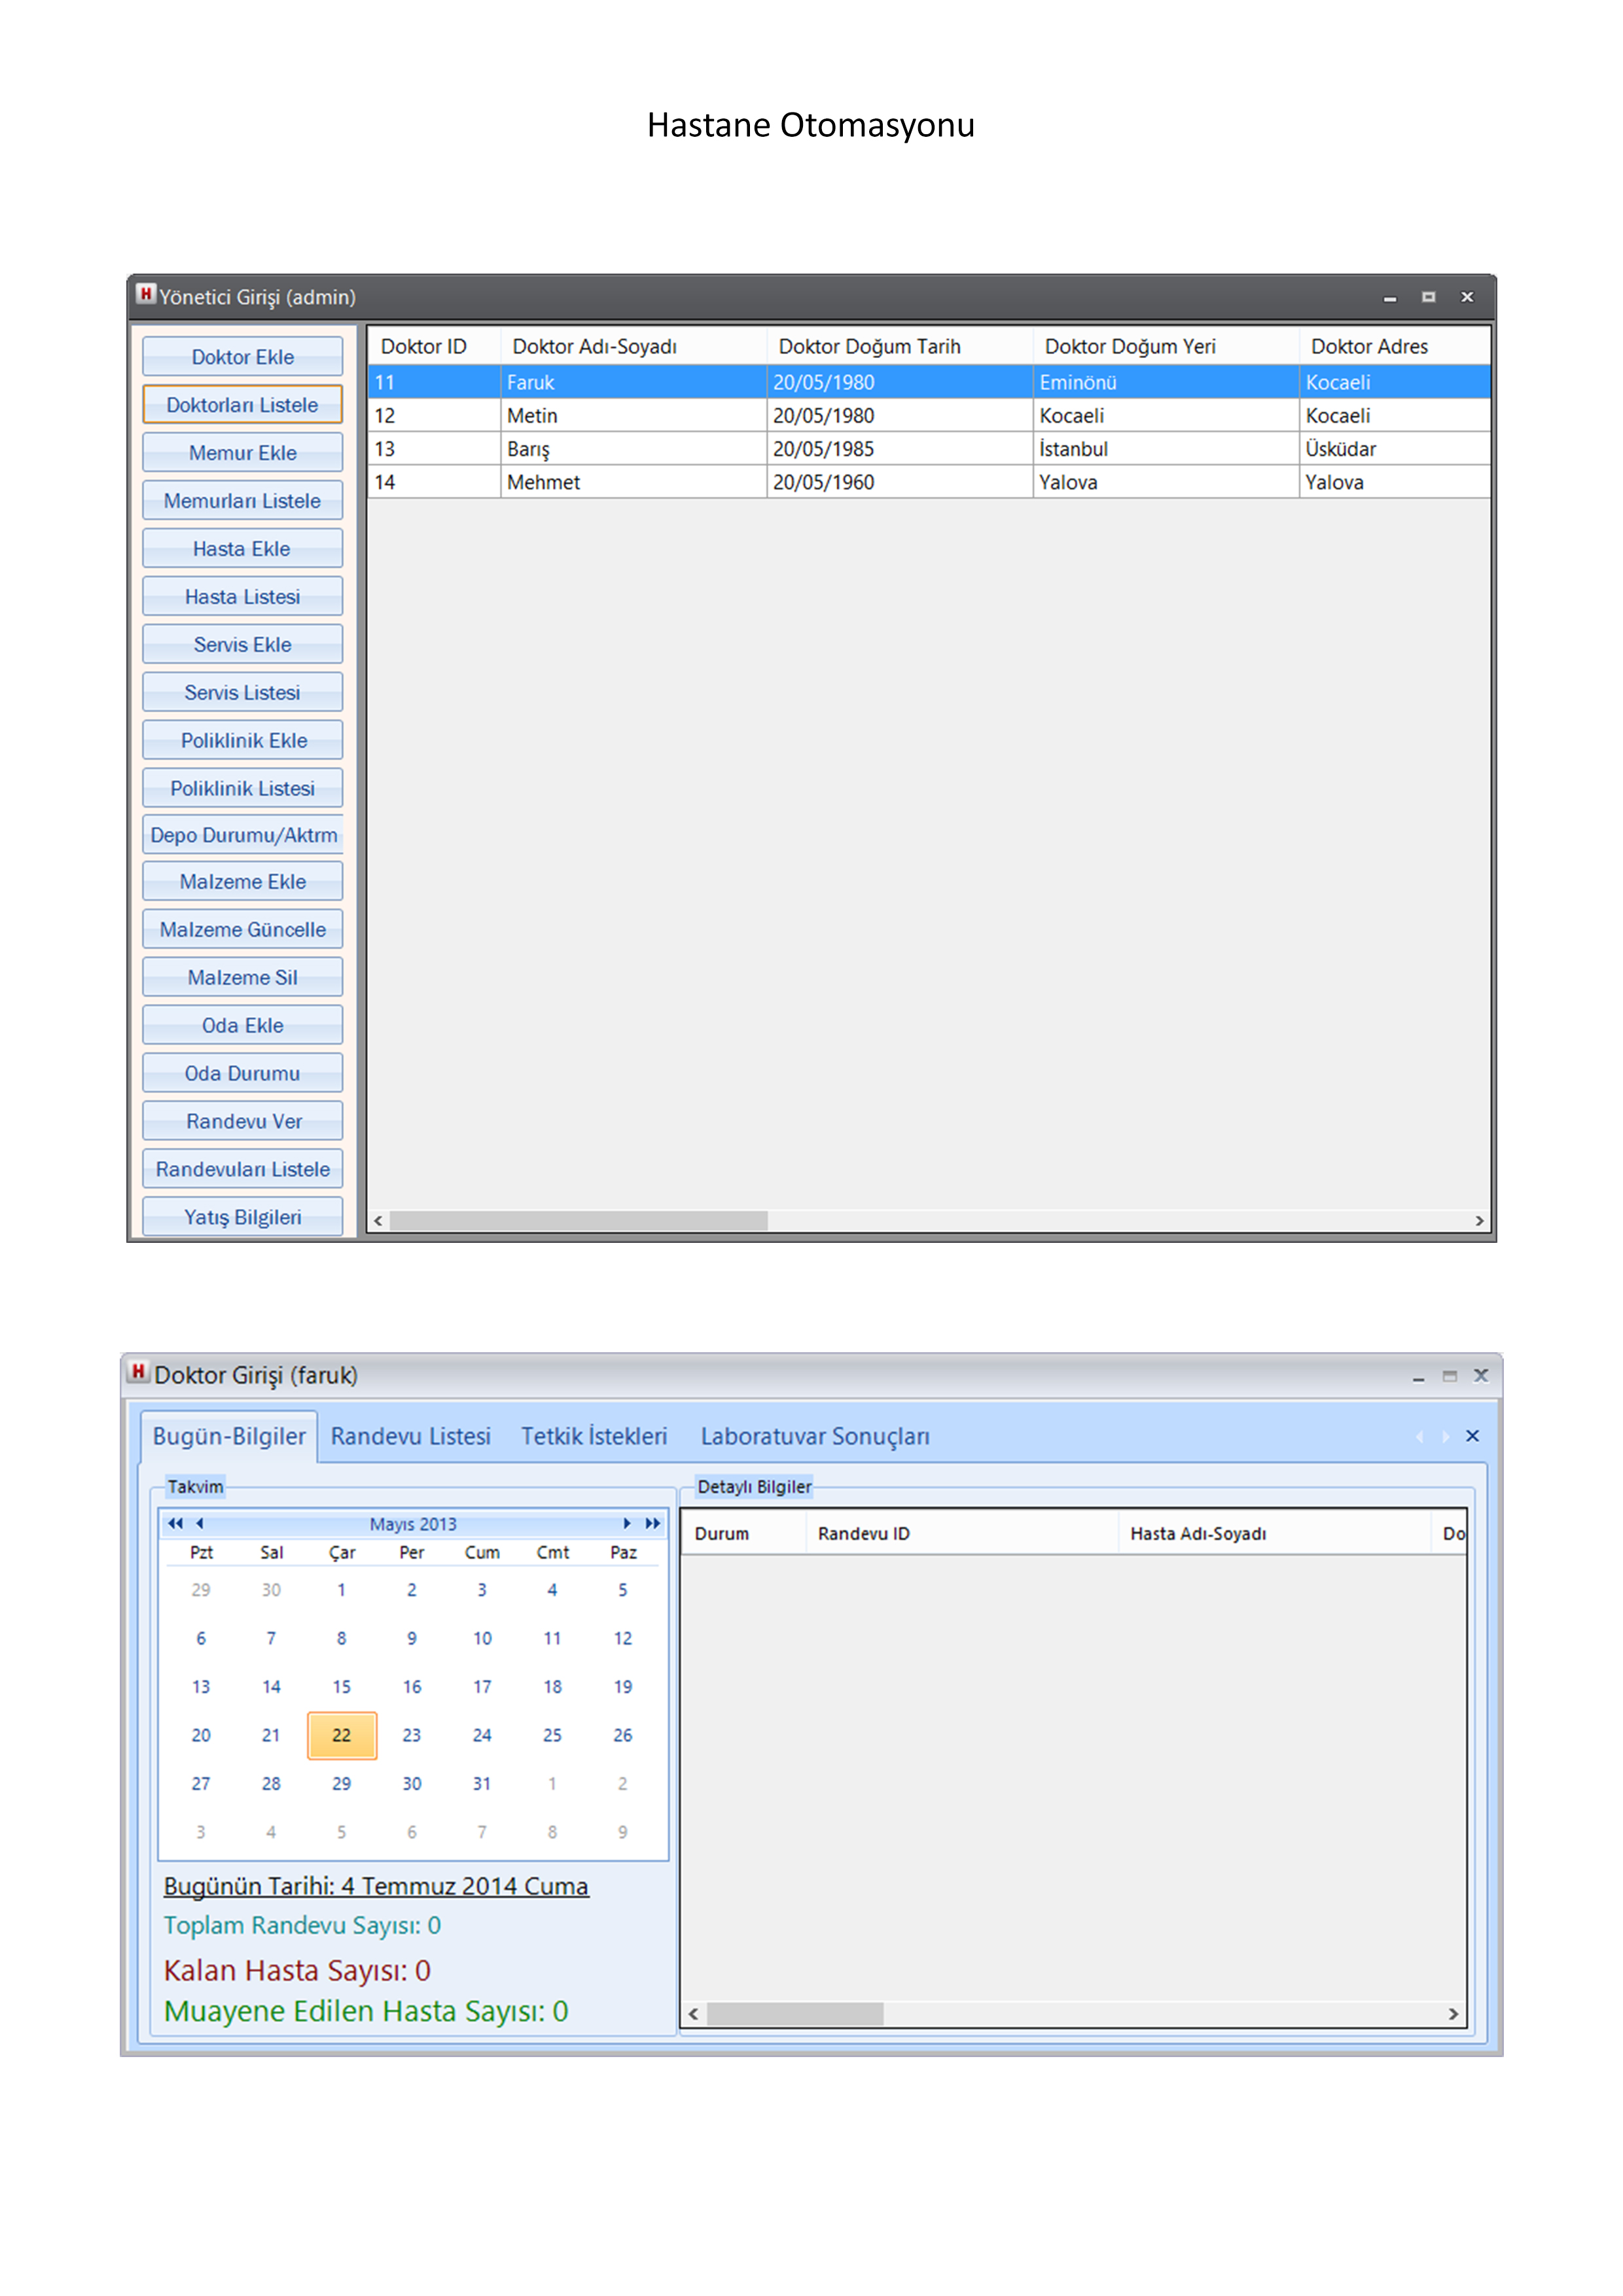 Hastane Otomasyonu
H Yönetici Girişi (admin)
Doktor Ekle
Doktorları Listele
Memur Ekle
Memurları Listele
Hasta Ekle
Hasta Listesi
Servis Ekle
Servis Listesi
Poliklinik Ekle
Poliklinik Listesi
Depo Durumu/Aktrm
Malzeme Ekle
Malzeme Güncelle
Malzeme Sil
Oda Ekle
Oda Durumu
Randevu Ver
Randevuları Listele
Yatış Bilgileri
Doktor ID Doktor Adı-Soyadı Doktor Doğum Tarih Doktor Doğum Yeri Doktor Adres
11 Faruk 20/05/1980 Eminönü Kocaeli
12 Metin 20/05/1980 Kocaeli Kocaeli
13 Barış 20/05/1985 İstanbul Üsküdar
14 Mehmet 20/05/1960 Yalova Yalova
H Doktor Girişi (faruk)
Bugün-Bilgiler Randevu Listesi Tetkik İstekleri Laboratuvar Sonuçları
Takvim
Mayıs 2013
Pzt Sal Çar Per Cum Cmt Paz
29 30 1 2 3 4 5
6 7 8 9 10 11 12
13 14 15 16 17 18 19
20 21 22 23 24 25 26
27 28 29 30 31 1 2
3 4 5 6 7 8 9
Bugünün Tarihi: 4 Temmuz 2014 Cuma
Toplam Randevu Sayısı: 0
Kalan Hasta Sayısı: 0
Muayene Edilen Hasta Sayısı: 0
Detaylı Bilgiler
Durum Randevu ID Hasta Adı-Soyadı Do